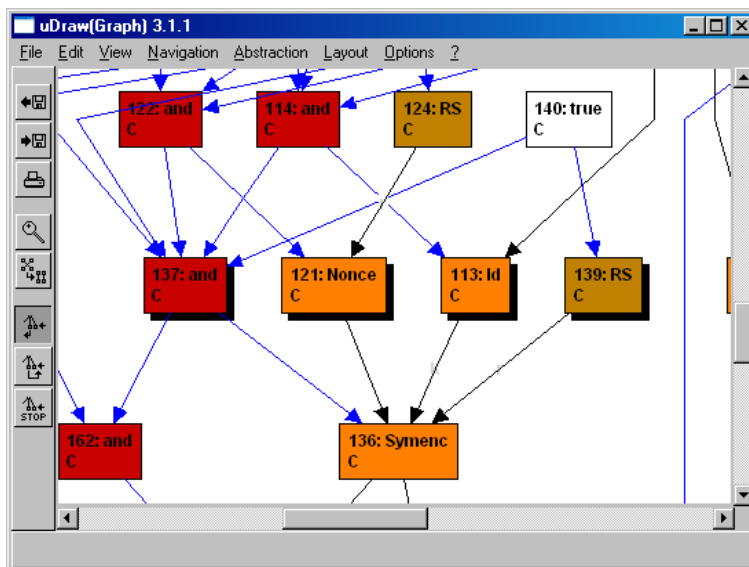 uDraw(Graph) 3.1.1
File Edit View Navigation Abstraction Layout Options ?
122: and
C
114: and
C
124: RS
C
140: true
C
137: and
C
121: Nonce
C
113: Id
C
139: RS
C
162: and
C
136: Symenc
C
STOP